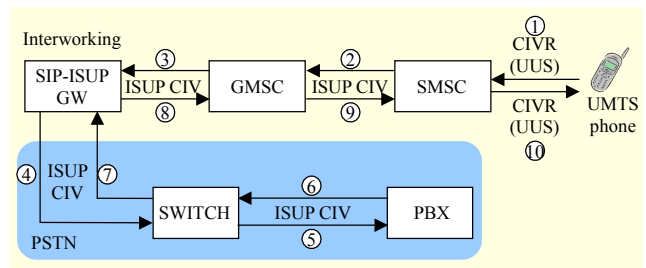 ①
Interworking
③
②
CIVR
(UUS)
SIP-ISUP
GW
ISUP CIV
GMSC
ISUP CIV
SMSC
⑧
⑨
CIVR
(UUS)
⑩
UMTS
phone
④
ISUP
CIV
⑦
⑥
SWITCH
ISUP CIV
PBX
⑤
PSTN